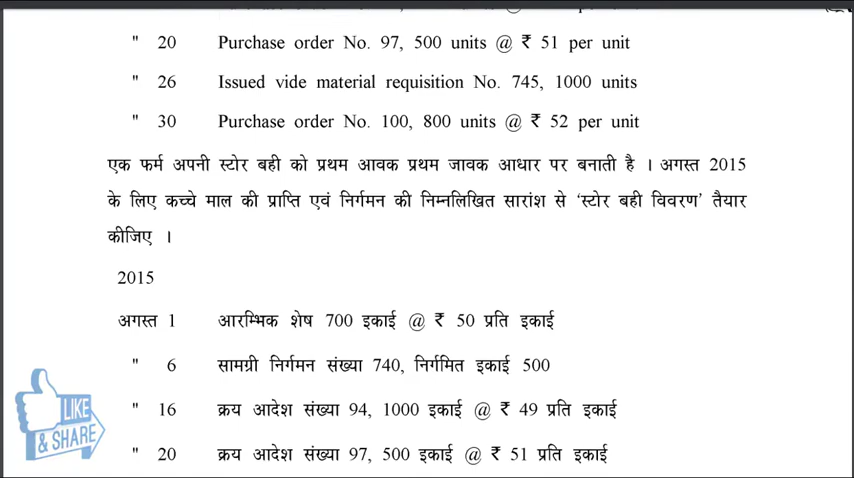 " 20 Purchase order No. 97, 500 units @ ₹ 51 per unit
" 26 Issued vide material requisition No. 745, 1000 units
" 30 Purchase order No. 100, 800 units @ ₹ 52 per unit
एक फर्म अपनी स्टोर बही को प्रथम आवक प्रथम जावक आधार पर बनाती है । अगस्त 2015
के लिए कच्चे माल की प्राप्ति एवं निर्गमन की निम्नलिखित सारांश से ‘स्टोर बही विवरण’ तैयार
कीजिए ।
2015
अगस्त 1 आरम्भिक शेष 700 इकाई @ ₹ 50 प्रति इकाई
" 6 सामग्री निर्गमन संख्या 740, निर्गमित इकाई 500
" 16 क्रय आदेश संख्या 94, 1000 इकाई @ ₹ 49 प्रति इकाई
" 20 क्रय आदेश संख्या 97, 500 इकाई @ ₹ 51 प्रति इकाई
LIKE
& SHARE